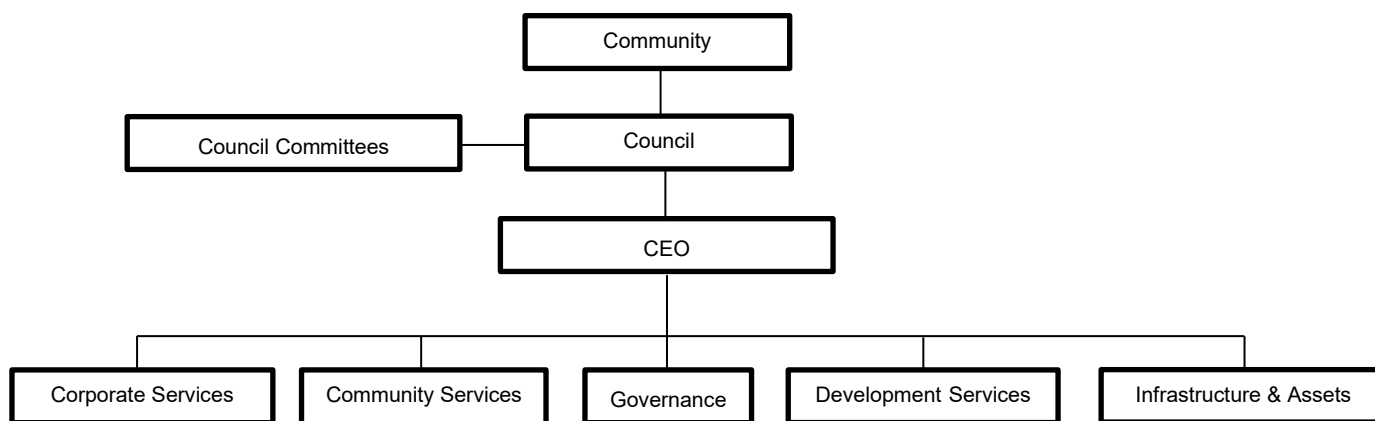 Community
Council Committees
Council
CEO
Corporate Services
Community Services
Governance
Development Services
Infrastructure & Assets